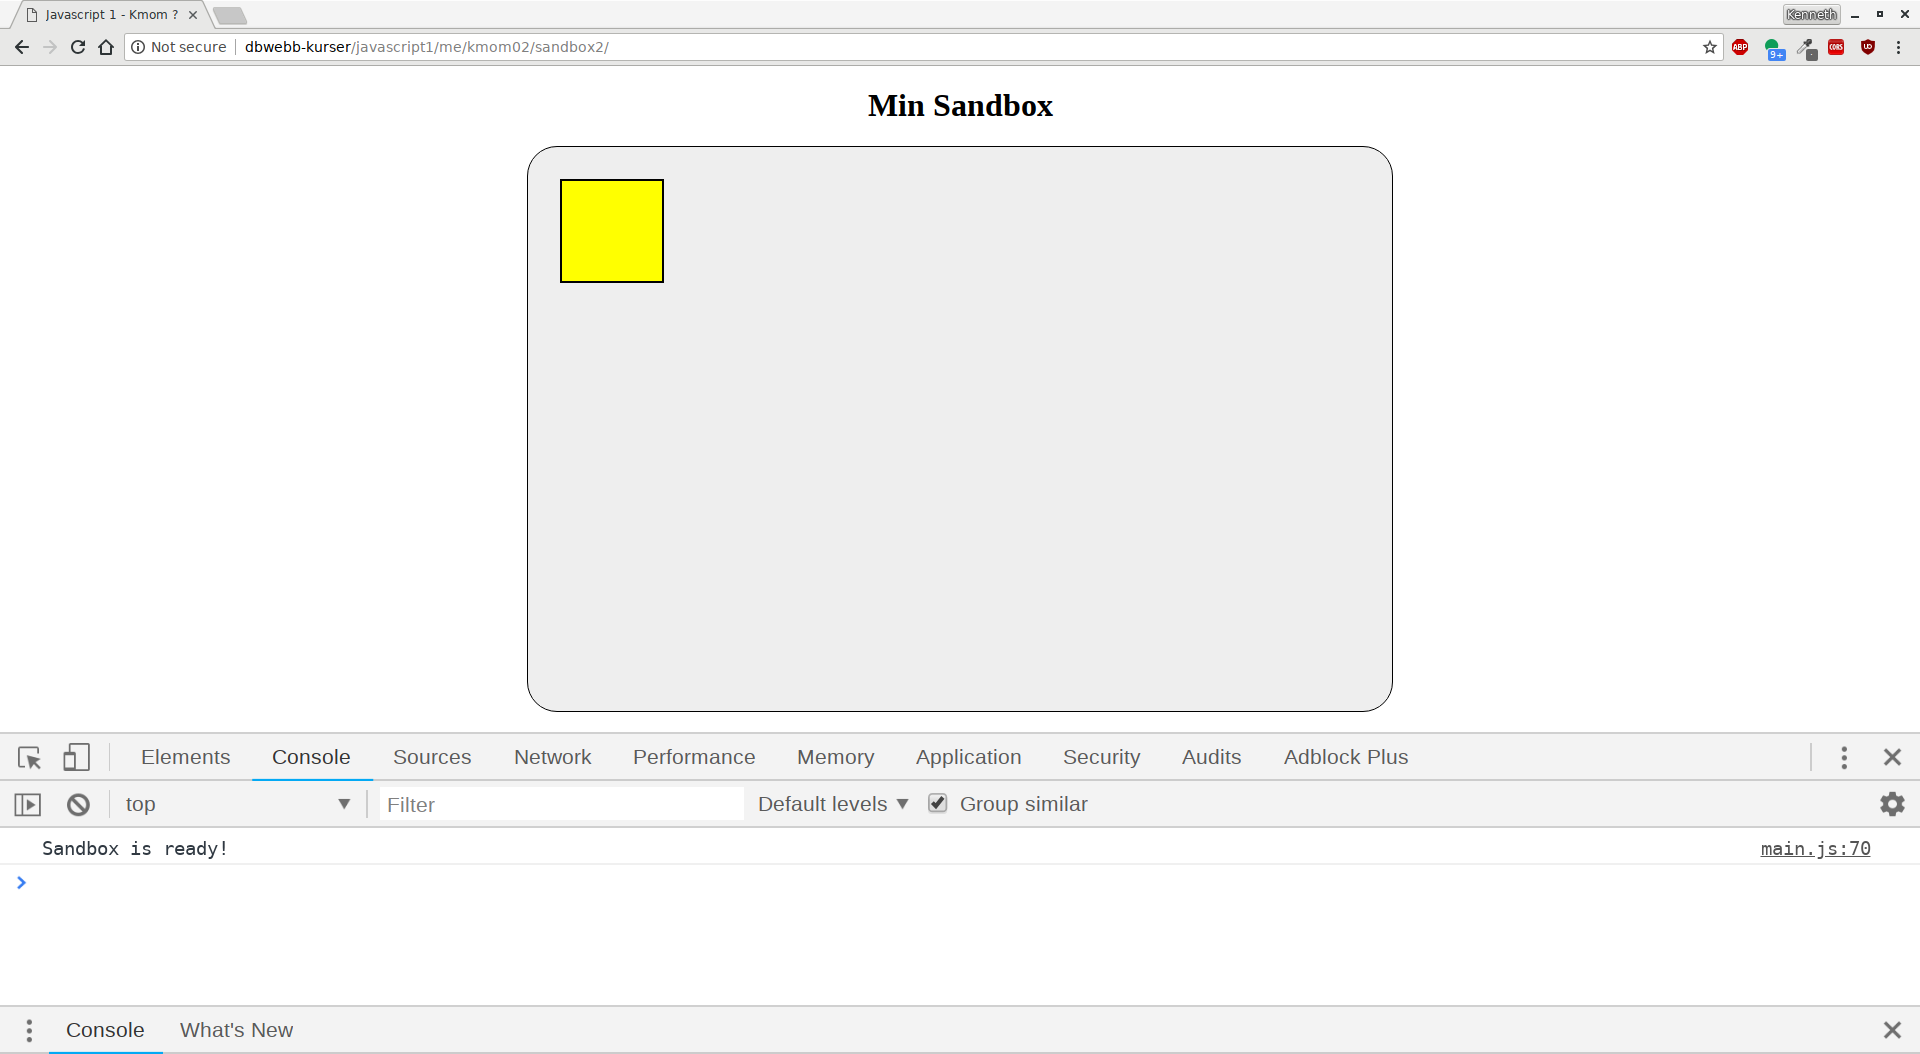 Javascript 1 - Kmom ?
Kenneth
Not secure
dbwebb-kurser/javascript1/me/kmom02/sandbox2/
ABP
9+
CORS
Min Sandbox
Elements Console Sources Network Performance Memory Application Security Audits Adblock Plus
top Filter Default levels Group similar
Sandbox is ready! main.js:70
Console What's New